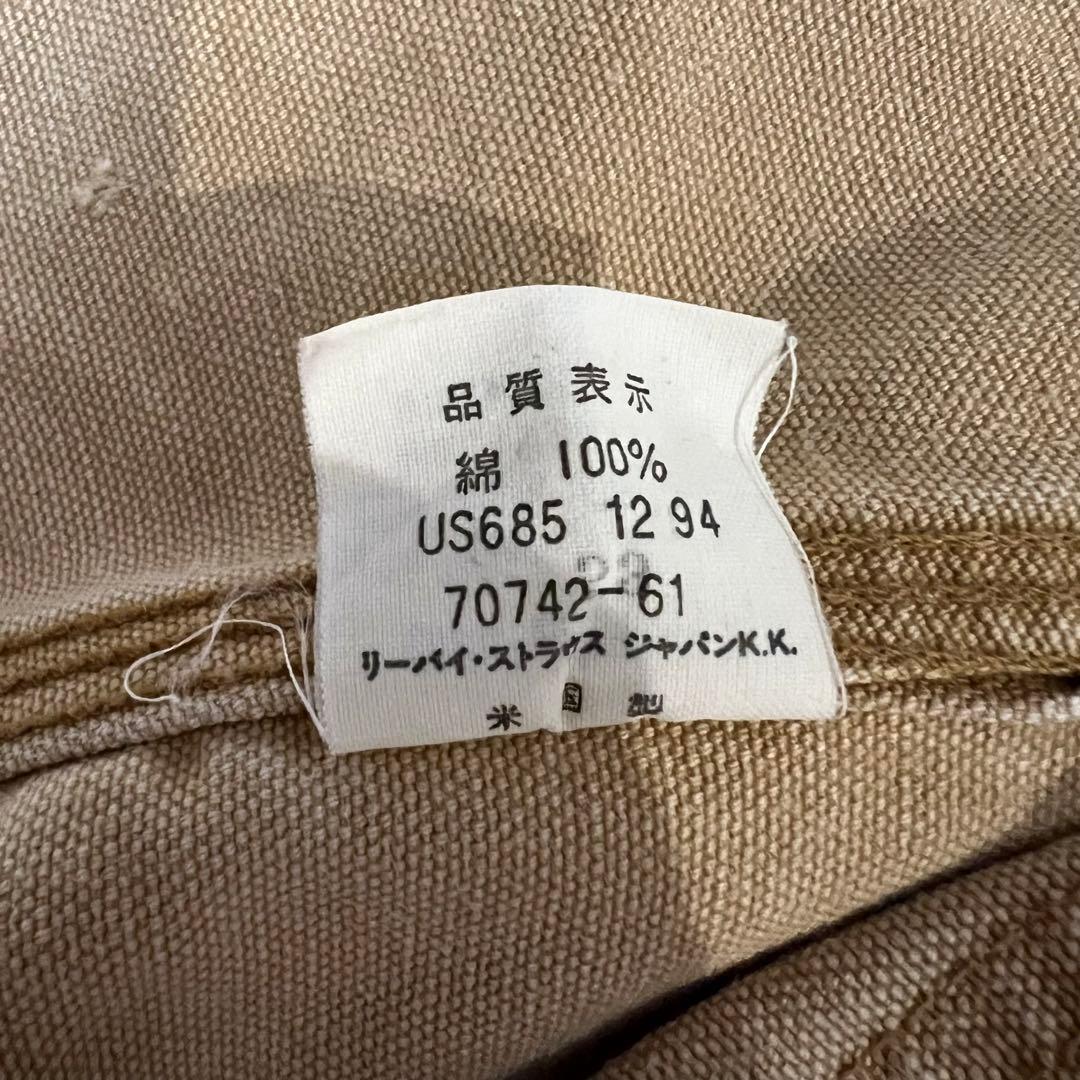 品質表示
綿 100%
US685 12 94
70742-61
リーバイ・ストラウス ジャパンK.K.
米国